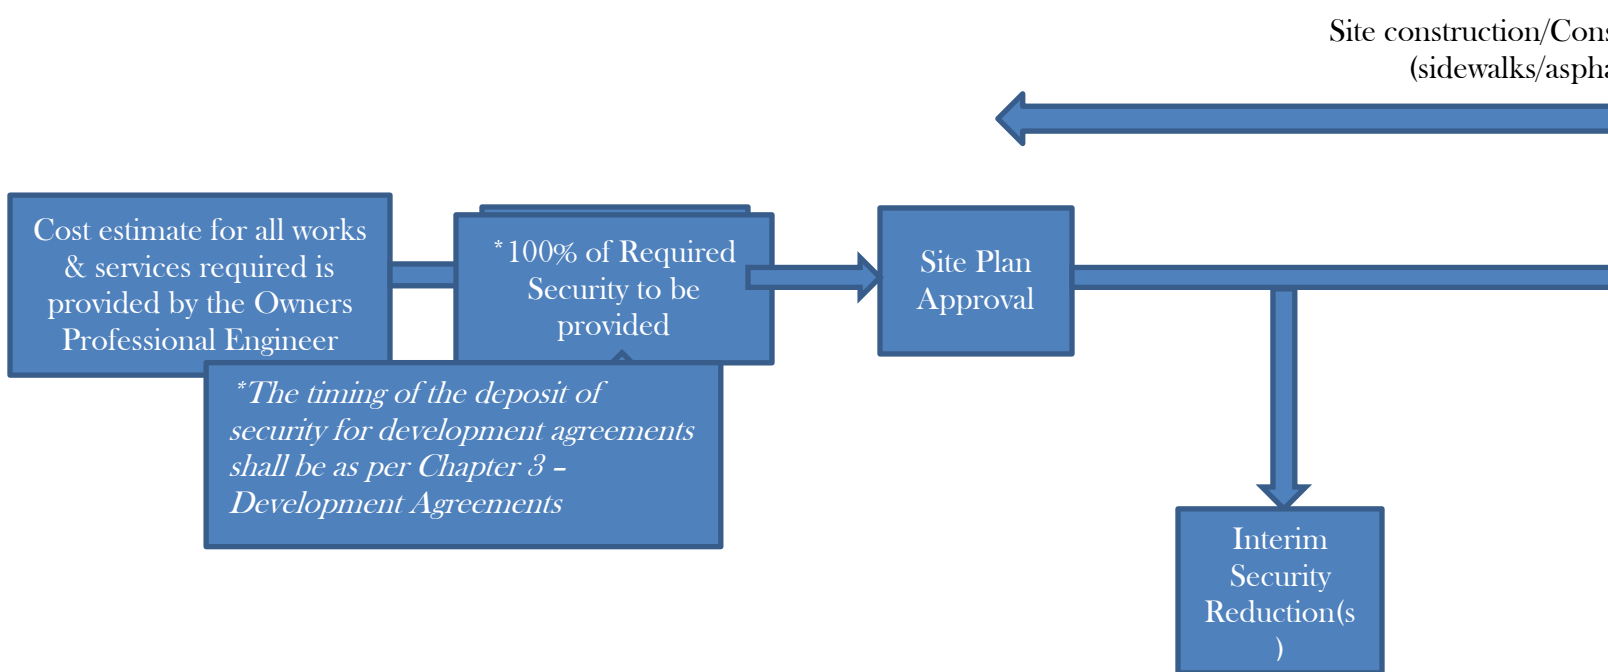 Site construction/Cons
(sidewalks/aspha
Cost estimate for all works
& services required is
provided by the Owners
Professional Engineer
*100% of Required
Security to be
provided
Site Plan
Approval
*The timing of the deposit of
security for development agreements
shall be as per Chapter 3 –
Development Agreements
Interim
Security
Reduction(s
)